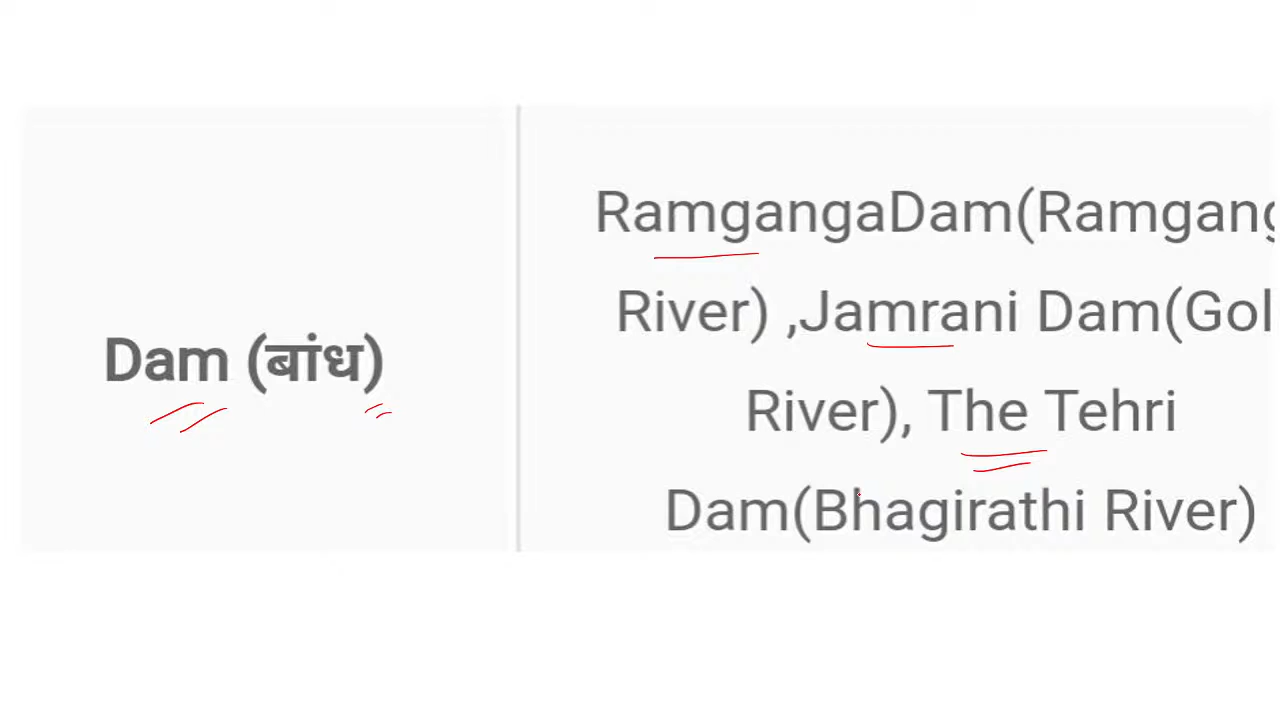 Dam (बांध)
RamgangaDam(Ramgang
River) ,Jamrani Dam(Gol
River), The Tehri
Dam(Bhagirathi River)